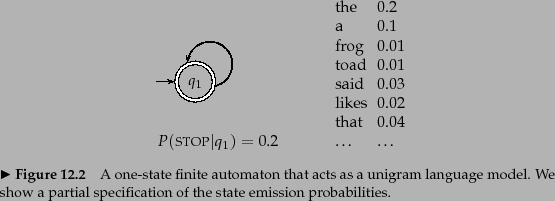 the 0.2
a 0.1
frog 0.01
toad 0.01
q₁
said 0.03
likes 0.02
that 0.04
P(STOP|q₁) = 0.2
... ...
► Figure 12.2 A one-state finite automaton that acts as a unigram language model. We
show a partial specification of the state emission probabilities.